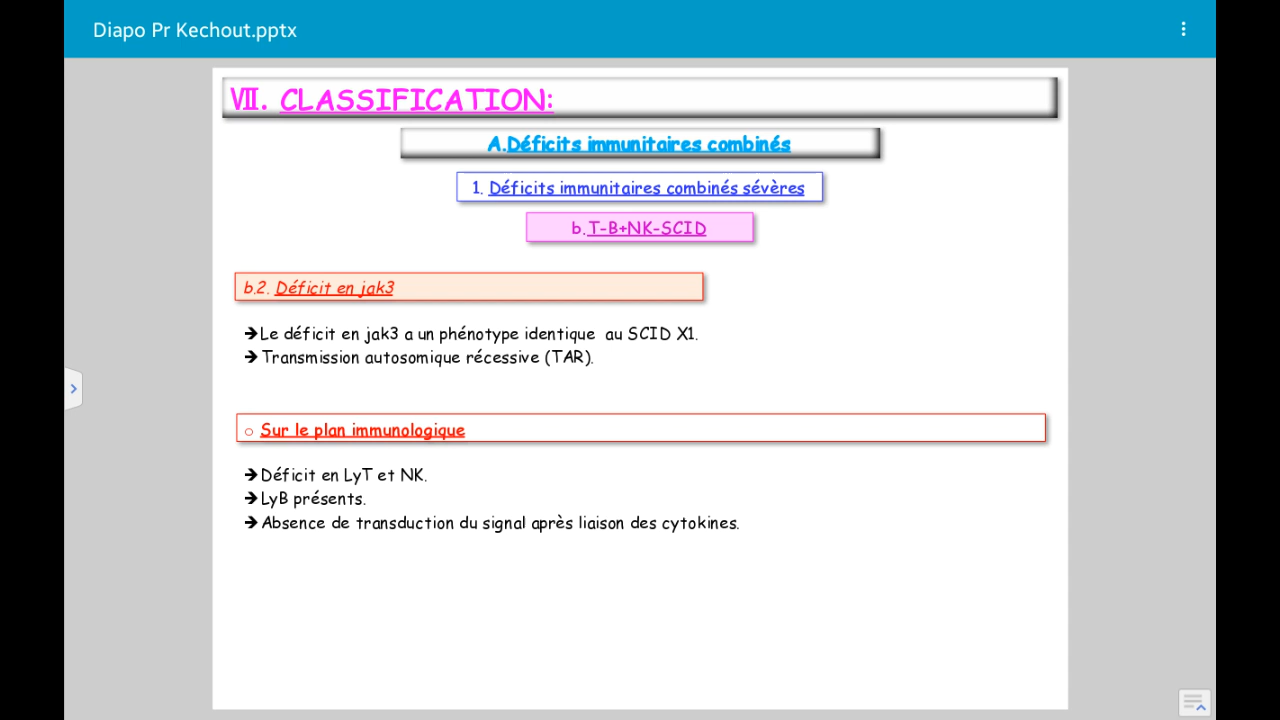 Diapo Pr Kechout.pptx
VII. CLASSIFICATION:
A.Déficits immunitaires combinés
1. Déficits immunitaires combinés sévères
b.T-B+NK-SCID
b.2. Déficit en jak3
➔Le déficit en jak3 a un phénotype identique au SCID X1.
➔Transmission autosomique récessive (TAR).
o Sur le plan immunologique
➔Déficit en LyT et NK.
➔LyB présents.
➔Absence de transduction du signal après liaison des cytokines.